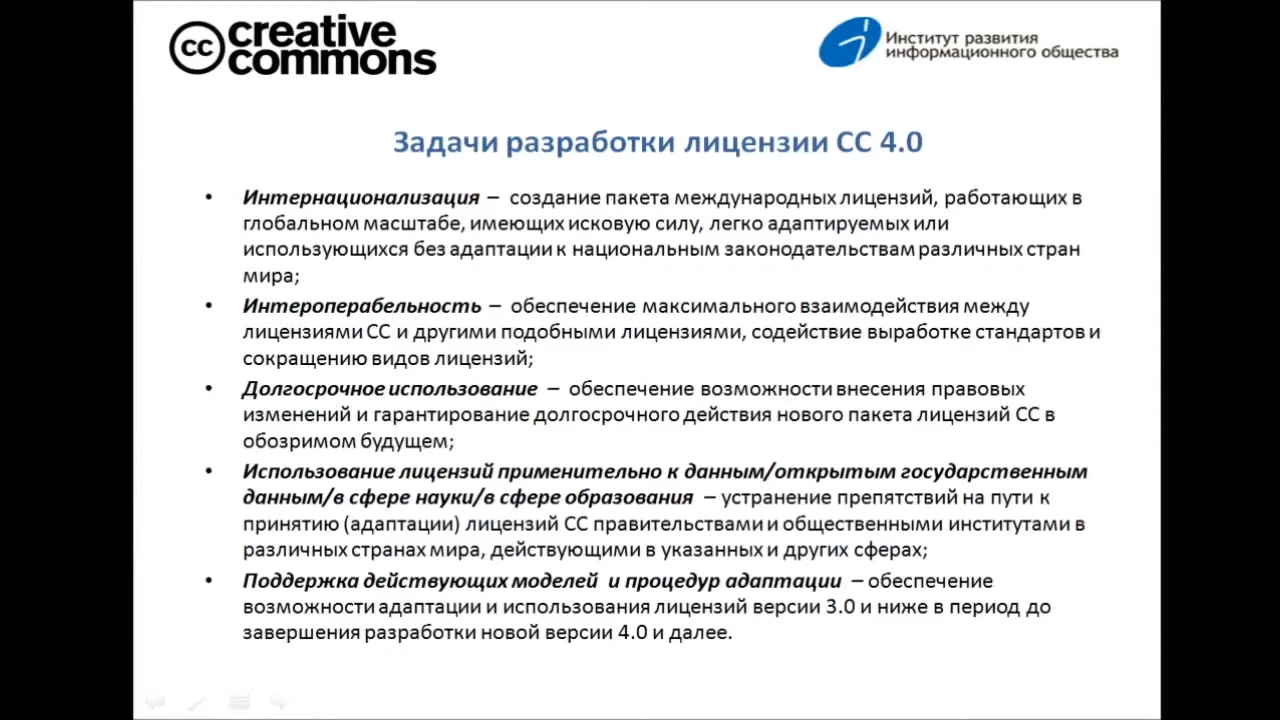 cc creative commons
Институт развития
информационного общества
Задачи разработки лицензии СС 4.0
• Интернационализация – создание пакета международных лицензий, работающих в
глобальном масштабе, имеющих исковую силу, легко адаптируемых или
использующихся без адаптации к национальным законодательствам различных стран
мира;
• Интероперабельность – обеспечение максимального взаимодействия между
лицензиями СС и другими подобными лицензиями, содействие выработке стандартов и
сокращению видов лицензий;
• Долгосрочное использование – обеспечение возможности внесения правовых
изменений и гарантирование долгосрочного действия нового пакета лицензий СС в
обозримом будущем;
• Использование лицензий применительно к данным/открытым государственным
данным/в сфере науки/в сфере образования – устранение препятствий на пути к
принятию (адаптации) лицензий СС правительствами и общественными институтами в
различных странах мира, действующими в указанных и других сферах;
• Поддержка действующих моделей и процедур адаптации – обеспечение
возможности адаптации и использования лицензий версии 3.0 и ниже в период до
завершения разработки новой версии 4.0 и далее.